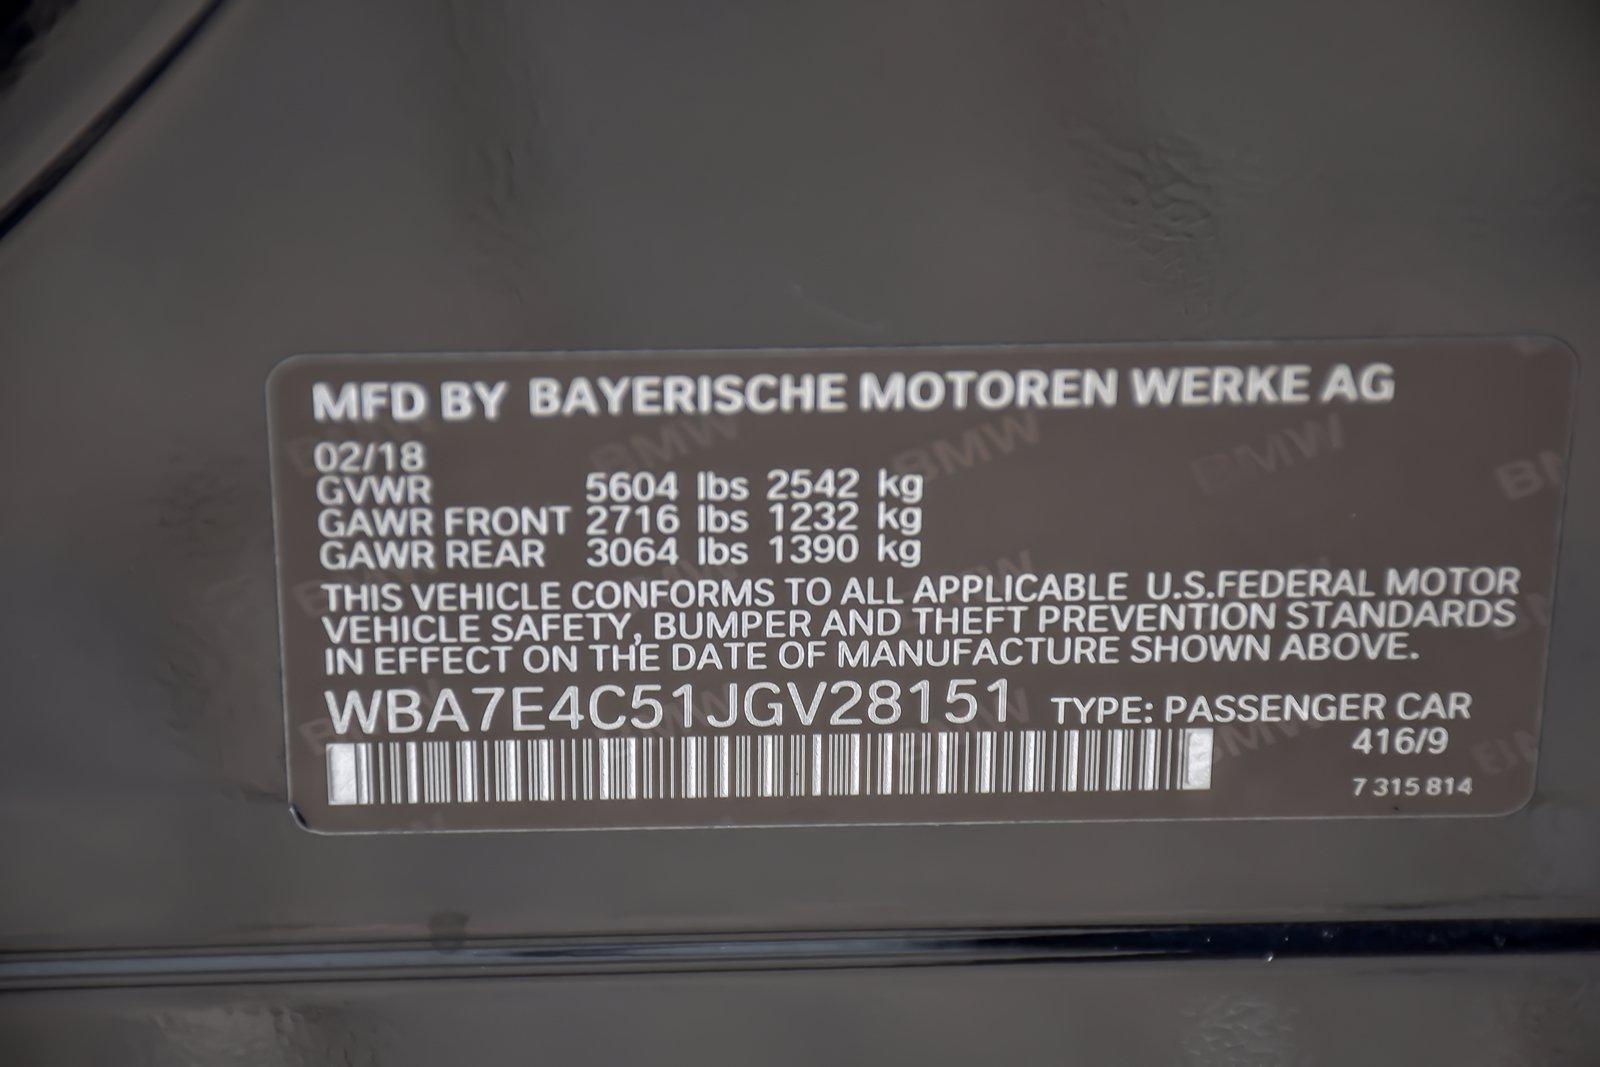 MFD BY BAYERISCHE MOTOREN WERKE AG
02/18
GVWR 5604 lbs 2542 kg
GAWR FRONT 2716 lbs 1232 kg
GAWR REAR 3064 lbs 1390 kg
THIS VEHICLE CONFORMS TO ALL APPLICABLE U.S.FEDERAL MOTOR
VEHICLE SAFETY, BUMPER AND THEFT PREVENTION STANDARDS
IN EFFECT ON THE DATE OF MANUFACTURE SHOWN ABOVE.
WBA7E4C51JGV28151 TYPE: PASSENGER CAR
416/9
7 315 814